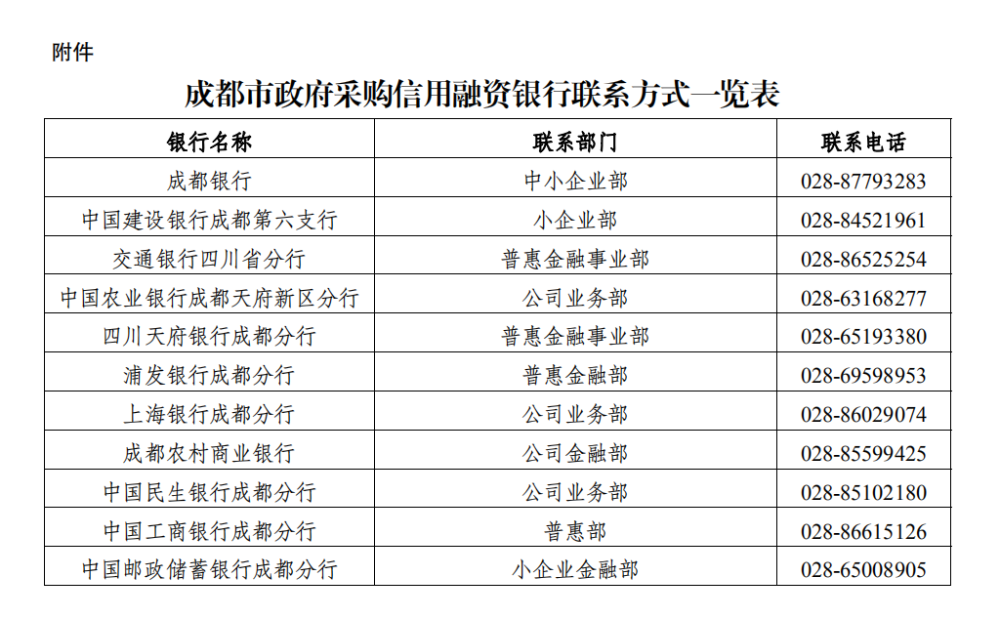 附件
成都市政府采购信用融资银行联系方式一览表
银行名称 联系部门 联系电话
成都银行 中小企业部 028-87793283
中国建设银行成都第六支行 小企业部 028-84521961
交通银行四川省分行 普惠金融事业部 028-86525254
中国农业银行成都天府新区分行 公司业务部 028-63168277
四川天府银行成都分行 普惠金融事业部 028-65193380
浦发银行成都分行 普惠金融部 028-69598953
上海银行成都分行 公司业务部 028-86029074
成都农村商业银行 公司金融部 028-85599425
中国民生银行成都分行 公司业务部 028-85102180
中国工商银行成都分行 普惠部 028-86615126
中国邮政储蓄银行成都分行 小企业金融部 028-65008905